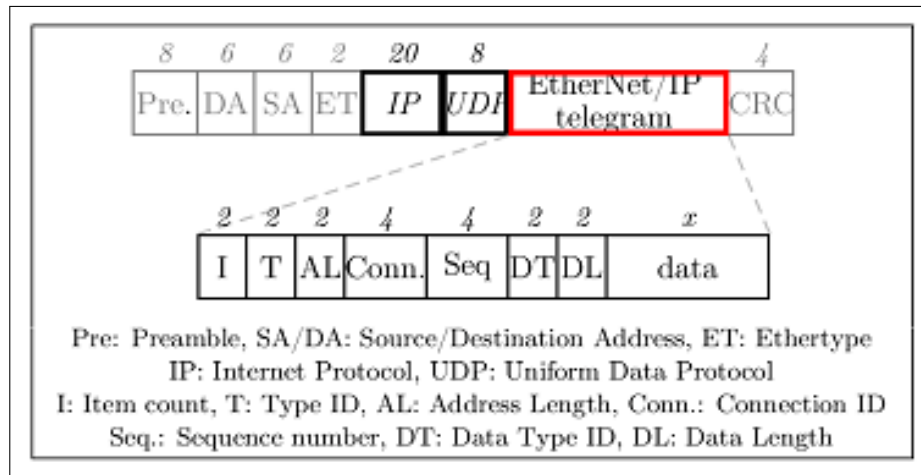 8 6 6 2 20 8 4
Pre. DA SA ET IP UDP EtherNet/IP telegram CRC
2 2 2 4 4 2 2 x
I T AL Conn. Seq DT DL data
Pre: Preamble, SA/DA: Source/Destination Address, ET: Ethertype
IP: Internet Protocol, UDP: Uniform Data Protocol
I: Item count, T: Type ID, AL: Address Length, Conn.: Connection ID
Seq.: Sequence number, DT: Data Type ID, DL: Data Length